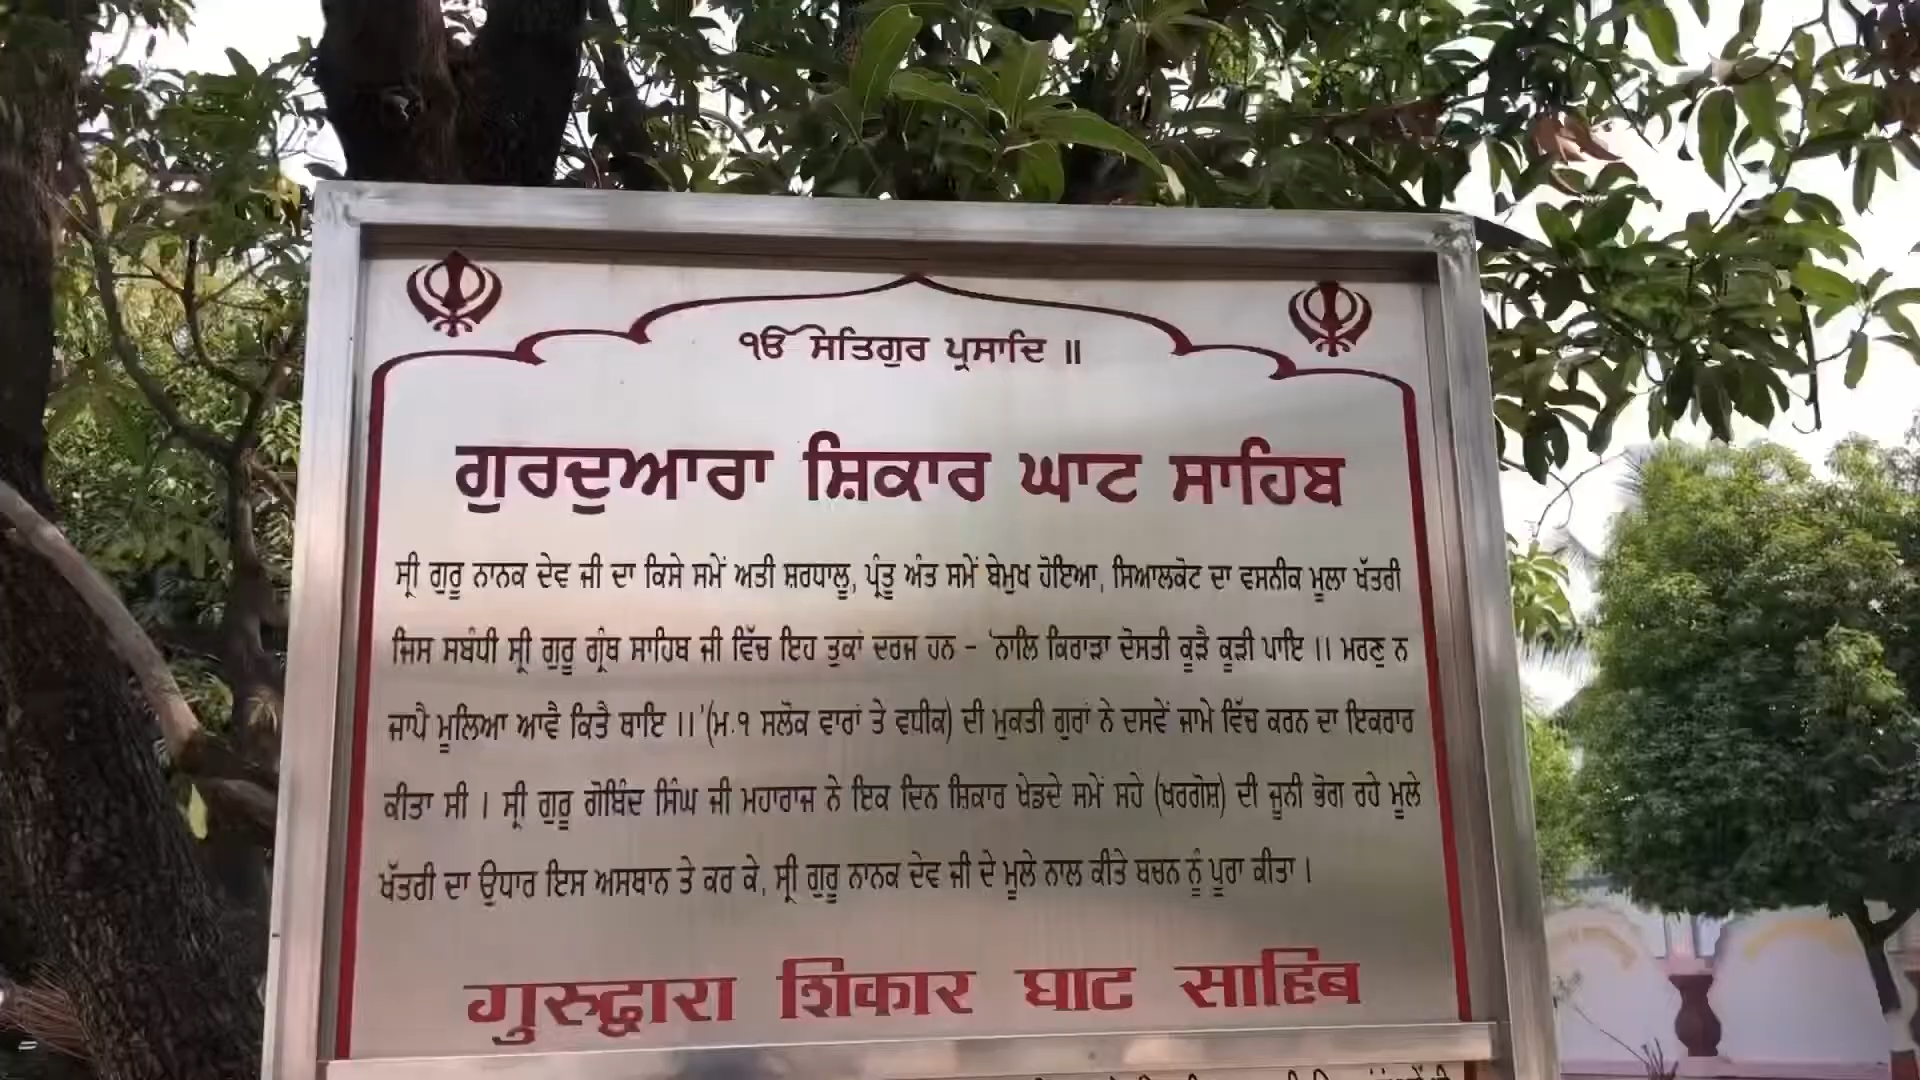 ੴ ਸਤਿਗੁਰ ਪ੍ਰਸਾਦਿ ॥
ਗੁਰਦੁਆਰਾ ਸ਼ਿਕਾਰ ਘਾਟ ਸਾਹਿਬ
ਸ੍ਰੀ ਗੁਰੂ ਨਾਨਕ ਦੇਵ ਜੀ ਦਾ ਕਿਸੇ ਸਮੇਂ ਅਤੀ ਸ਼ਰਧਾਲੂ, ਪ੍ਰੰਤੂ ਅੰਤ ਸਮੇਂ ਬੇਮੁਖ ਹੋਇਆ, ਸਿਆਲਕੋਟ ਦਾ ਵਸਨੀਕ ਮੂਲਾ ਖੱਤਰੀ
ਜਿਸ ਸਬੰਧੀ ਸ੍ਰੀ ਗੁਰੂ ਗ੍ਰੰਥ ਸਾਹਿਬ ਜੀ ਵਿੱਚ ਇਹ ਤੁਕਾਂ ਦਰਜ ਹਨ - 'ਨਾਲਿ ਕਿਰਾੜਾ ਦੋਸਤੀ ਕੂੜੈ ਕੂੜੀ ਪਾਇ ।। ਮਰਣੁ ਨ
ਜਾਪੈ ਮੂਲਿਆ ਆਵੈ ਕਿਤੈ ਥਾਇ ।।' (ਮ.੧ ਸਲੋਕ ਵਾਰਾਂ ਤੇ ਵਧੀਕ) ਦੀ ਮੁਕਤੀ ਗੁਰਾਂ ਨੇ ਦਸਵੇਂ ਜਾਮੇ ਵਿੱਚ ਕਰਨ ਦਾ ਇਕਰਾਰ
ਕੀਤਾ ਸੀ । ਸ੍ਰੀ ਗੁਰੂ ਗੋਬਿੰਦ ਸਿੰਘ ਜੀ ਮਹਾਰਾਜ ਨੇ ਇਕ ਦਿਨ ਸ਼ਿਕਾਰ ਖੇਡਦੇ ਸਮੇਂ ਸਹੇ (ਖਰਗੋਸ਼) ਦੀ ਜੂਨੀ ਭੋਗ ਰਹੇ ਮੂਲੇ
ਖੱਤਰੀ ਦਾ ਉਧਾਰ ਇਸ ਅਸਥਾਨ ਤੇ ਕਰ ਕੇ, ਸ੍ਰੀ ਗੁਰੂ ਨਾਨਕ ਦੇਵ ਜੀ ਦੇ ਮੂਲੇ ਨਾਲ ਕੀਤੇ ਬਚਨ ਨੂੰ ਪੂਰਾ ਕੀਤਾ ।
गुरुद्वारा शिकार घाट साहिब